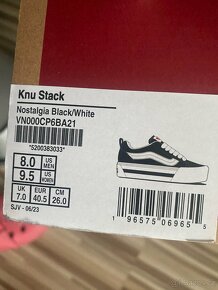 Knu Stack
Nostalgia Black/White
VN000CP6BA21
*5200383033*
8.0 US MEN
9.5 US WOMEN
UK 7.0 EUR 40.5 CM 26.0
SJV - 06/23
1 96575 06965 5